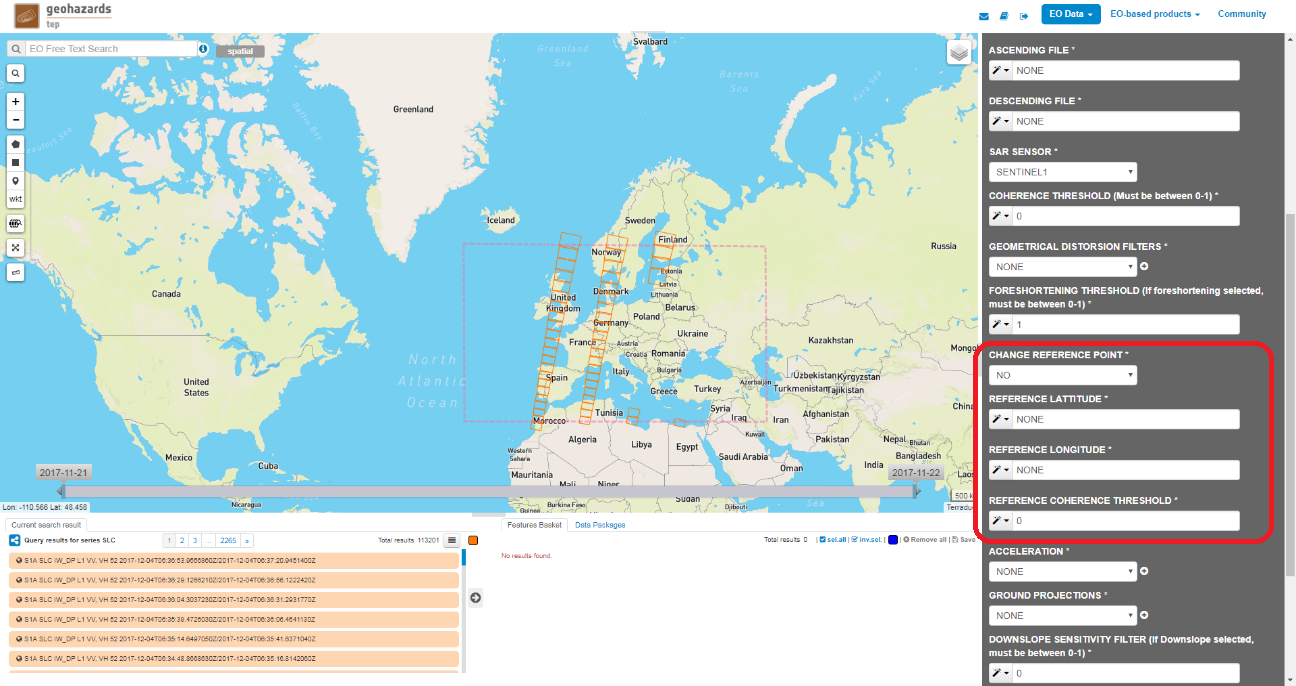 geohazards
tep
EO Data
EO-based products
Community
EO Free Text Search
spatial
wkt
Svalbard
Greenland Sea
Barents Sea
Kara Sea
Baffin Bay
Beaufort Sea
Greenland
Iceland
Sweden
Finland
Norway
Russia
Estonia
Latvia
Lithuania
Denmark
United Kingdom
Poland
Belarus
Germany
Ukraine
Canada
France
Austria
Croatia
Romania
Kazakhstan
Mongol
North Atlantic Ocean
Italy
Bulgaria
Spain
Greece
Turkey
Azerbaijan
Uzbekistan
Kyrgyzstan
Turkmenistan
Tajikistan
United States
Tunisia
Syria
Iraq
Iran
Afghanistan
China
Morocco
Algeria
Libya
Egypt
Kuwait
Pakistan
Nepal
Bhutan
Western Sahara
Saudi Arabia
Bangladesh
Mexico
Cuba
Mauritania
Oman
India
Laos
2017-11-21
2017-11-22
Mali
Niger
Sudan
500 k
Lon: -110.566 Lat: 48.458
Nicaragua
Guinea
Burkina Faso
Djibouti
Sea
Terradue
Current search result
Query results for series SLC
1 2 3 ... 2265 »
Total results 113201
S1A SLC IW_DP L1 VV, VH 52 2017-12-04T06:36:53.9666860Z/2017-12-04T06:37:20.9451400Z
S1A SLC IW_DP L1 VV, VH 52 2017-12-04T06:36:29.1266210Z/2017-12-04T06:36:56.1222420Z
S1A SLC IW_DP L1 VV, VH 52 2017-12-04T06:36:04.3037230Z/2017-12-04T06:36:31.2931770Z
S1A SLC IW_DP L1 VV, VH 52 2017-12-04T06:35:39.4726030Z/2017-12-04T06:36:06.4641130Z
S1A SLC IW_DP L1 VV, VH 52 2017-12-04T06:35:14.6497050Z/2017-12-04T06:35:41.6371040Z
S1A SLC IW_DP L1 VV, VH 52 2017-12-04T06:34:48.8668630Z/2017-12-04T06:35:16.8142060Z
Features Basket
Data Packages
Total results 0 | sel.all | inv.sel. | Remove all | Save
No results found.
ASCENDING FILE *
NONE
DESCENDING FILE *
NONE
SAR SENSOR *
SENTINEL1
COHERENCE THRESHOLD (Must be between 0-1) *
0
GEOMETRICAL DISTORSION FILTERS *
NONE
FORESHORTENING THRESHOLD (If foreshortening selected,
must be between 0-1) *
1
CHANGE REFERENCE POINT *
NO
REFERENCE LATTITUDE *
NONE
REFERENCE LONGITUDE *
NONE
REFERENCE COHERENCE THRESHOLD *
0
ACCELERATION *
NONE
GROUND PROJECTIONS *
NONE
DOWNSLOPE SENSITIVITY FILTER (If Downslope selected,
must be between 0-1) *
0